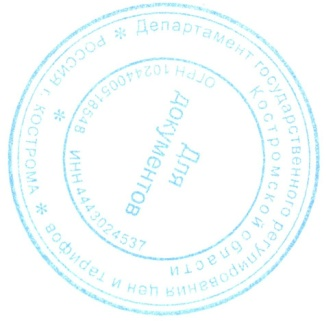 Департамент государственного регулирования цен и тарифов
Костромской области
* РОССИЯ г. КОСТРОМА *
ОГРН 1024400518548
* ИНН 4443024537
Для
документов